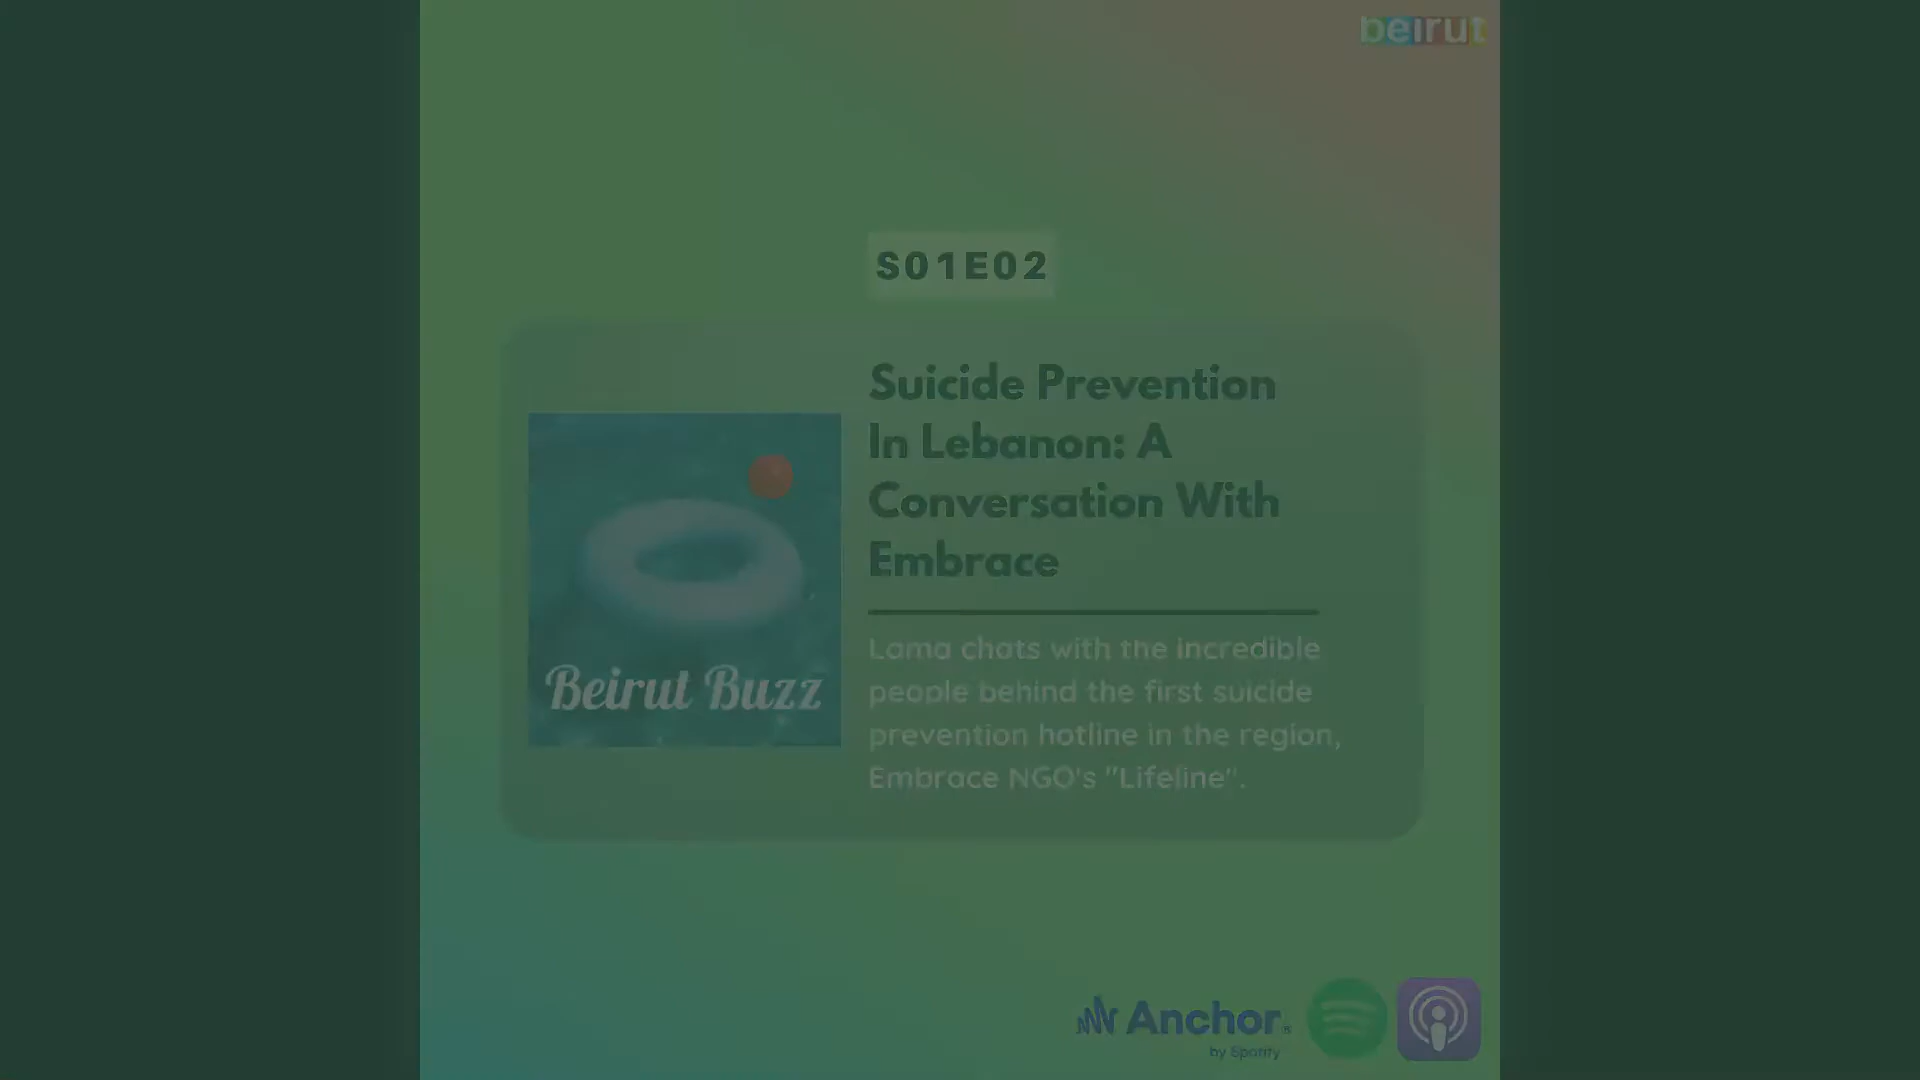 beirut
S01E02
Suicide Prevention
In Lebanon: A
Conversation With
Embrace
Beirut Buzz
Lama chats with the incredible
people behind the first suicide
prevention hotline in the region,
Embrace NGO's "Lifeline".
Anchor
by Spotify